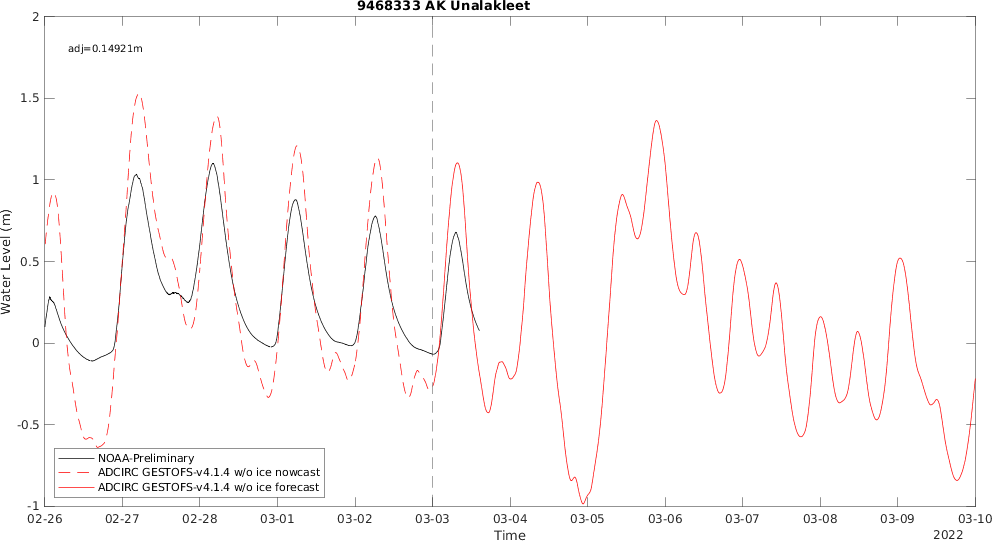 9468333 AK Unalakleet
adj=0.14921m
Water Level (m)
2
1.5
1
0.5
0
-0.5
-1
NOAA-Preliminary
ADCIRC GESTOFS-v4.1.4 w/o ice nowcast
ADCIRC GESTOFS-v4.1.4 w/o ice forecast
02-26 02-27 02-28 03-01 03-02 03-03 03-04 03-05 03-06 03-07 03-08 03-09 03-10
Time
2022